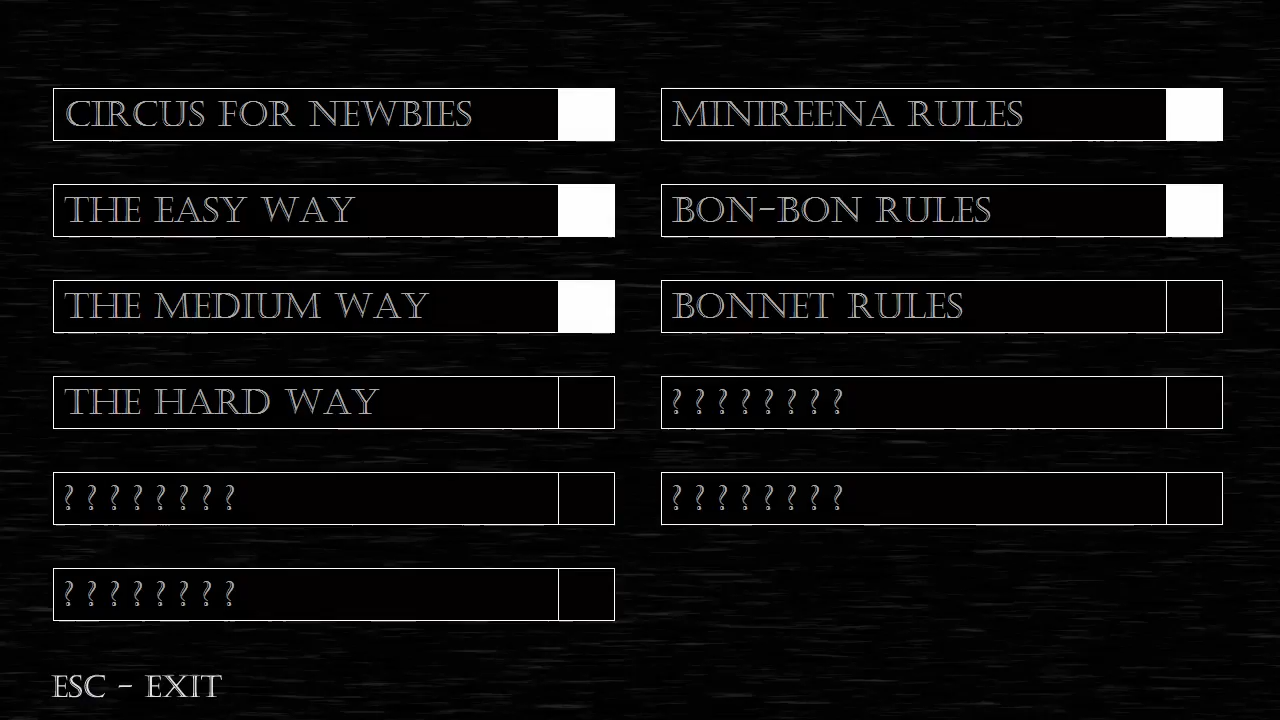 CIRCUS FOR NEWBIES
THE EASY WAY
THE MEDIUM WAY
THE HARD WAY
? ? ? ? ? ? ? ?
? ? ? ? ? ? ? ?
MINIREENA RULES
BON-BON RULES
BONNET RULES
? ? ? ? ? ? ? ?
? ? ? ? ? ? ? ?
ESC - EXIT